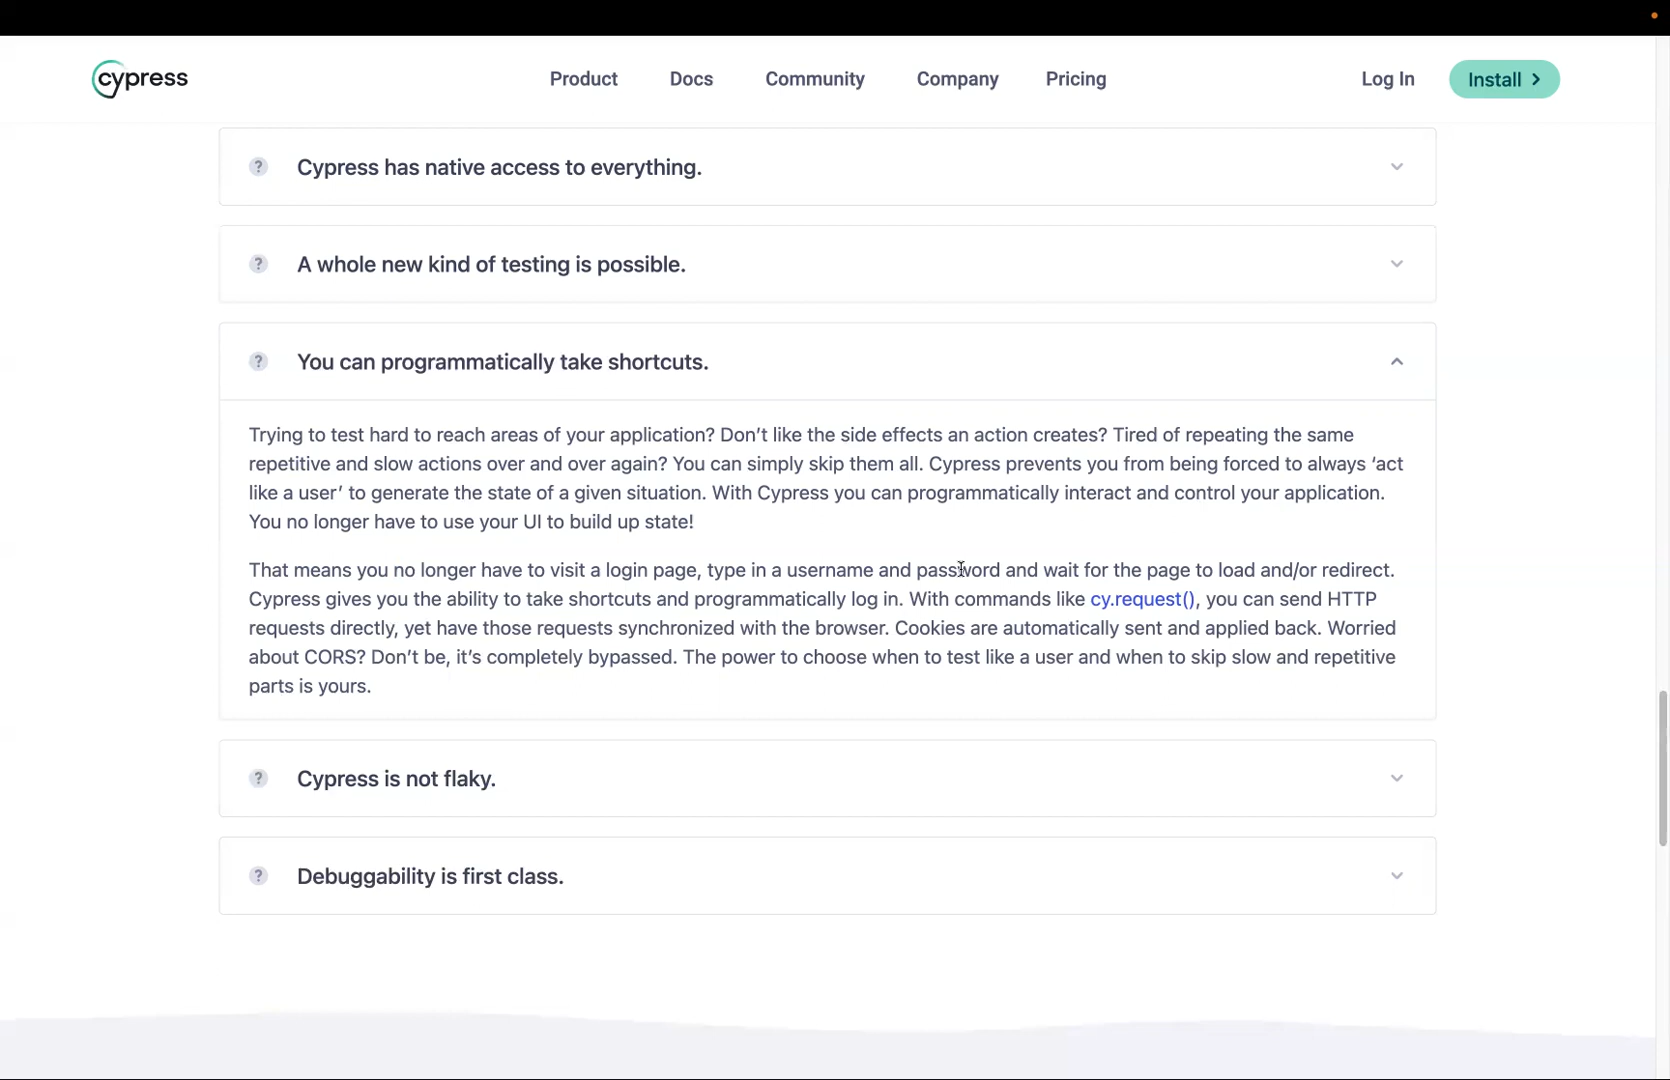 cypress
Product
Docs
Community
Company
Pricing
Log In
Install
? Cypress has native access to everything.
? A whole new kind of testing is possible.
? You can programmatically take shortcuts.
Trying to test hard to reach areas of your application? Don’t like the side effects an action creates? Tired of repeating the same
repetitive and slow actions over and over again? You can simply skip them all. Cypress prevents you from being forced to always ‘act
like a user’ to generate the state of a given situation. With Cypress you can programmatically interact and control your application.
You no longer have to use your UI to build up state!
That means you no longer have to visit a login page, type in a username and password and wait for the page to load and/or redirect.
Cypress gives you the ability to take shortcuts and programmatically log in. With commands like cy.request(), you can send HTTP
requests directly, yet have those requests synchronized with the browser. Cookies are automatically sent and applied back. Worried
about CORS? Don’t be, it’s completely bypassed. The power to choose when to test like a user and when to skip slow and repetitive
parts is yours.
? Cypress is not flaky.
? Debuggability is first class.